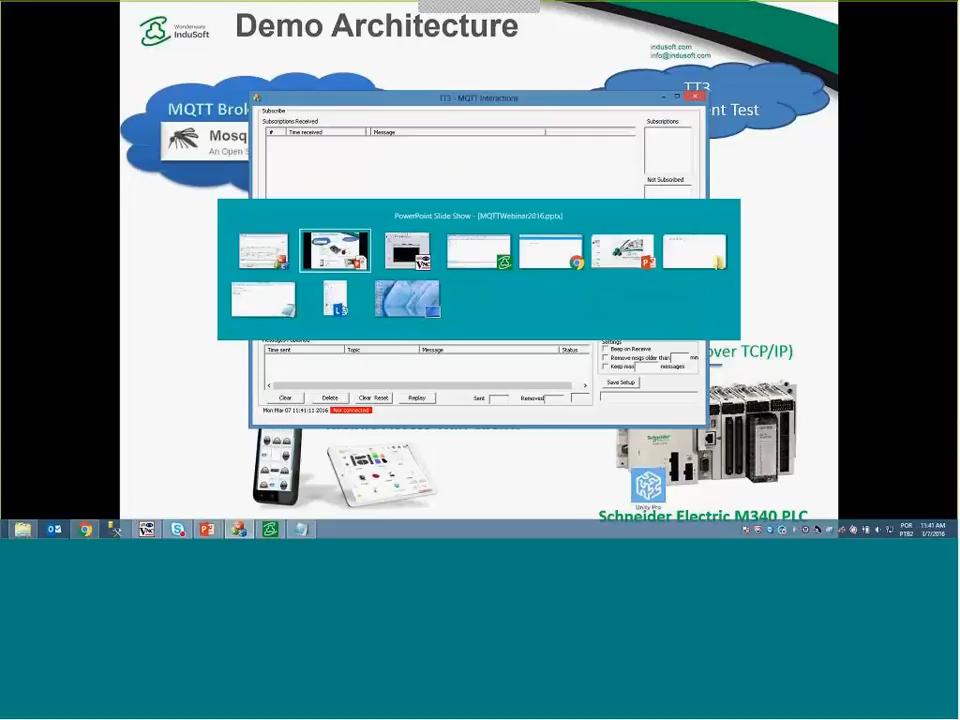 Wonderware
InduSoft
Demo Architecture
indusoft.com
info@indusoft.com
MQTT Brok
TT3
nt Test
Mosq
An Open S
TT3 - MQTT Interactions
Subscribe
Subscriptions Received
# Time received Message
Subscriptions
Not Subscribed
PowerPoint Slide Show - [MQTTWebinar2016.pptx]
Messages Published
Time sent Topic Message Status
Settings
Beep on Receive
Remove msgs older than
Keep max messages
Save Setup
Clear Delete Clear Reset Replay Sent Removed
Mon Mar 07 11:41:11 2016 Not connected
over TCP/IP)
Unity Pro
Schneider Electric M340 PLC
POR
PTB2
11:41 AM
3/7/2016